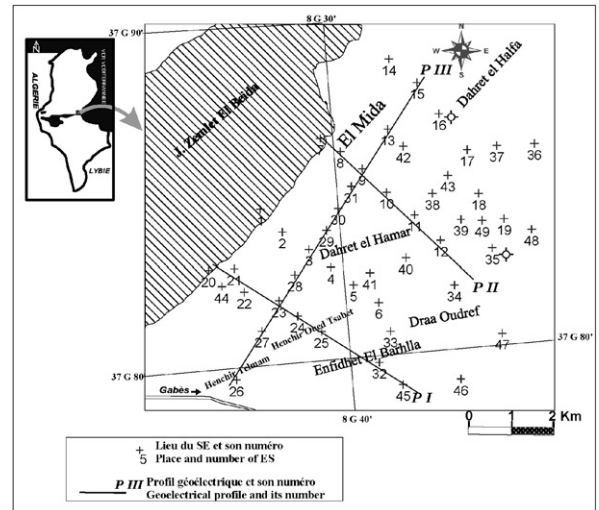 8 G 30'
37 G 90'
N
W E
S
ALGERIE
MER MEDITERRANEE
LYBIE
J. Zemlet El Beida
El Mida
Dahret el Halfa
P III
14
15
16
13
42
7
8
17
37
36
9
43
31
10
38
18
1
30
11
39
49
19
48
2
29
Dahret el Hamar
12
3
35
20
21
4
41
40
28
44
22
5
34
P II
23
6
24
Henchir Oued Tsabet
Draa Oudref
27
25
33
47
37 G 80'
Enfidhet El Barhlla
32
37 G 80'
Henchir Telmam
26
45
P I
46
Gabès
8 G 40'
0 1 2 Km
5
Lieu du SE et son numéro
Place and number of ES
P III
Profil géoélectrique et son numéro
Geoelectrical profile and its number